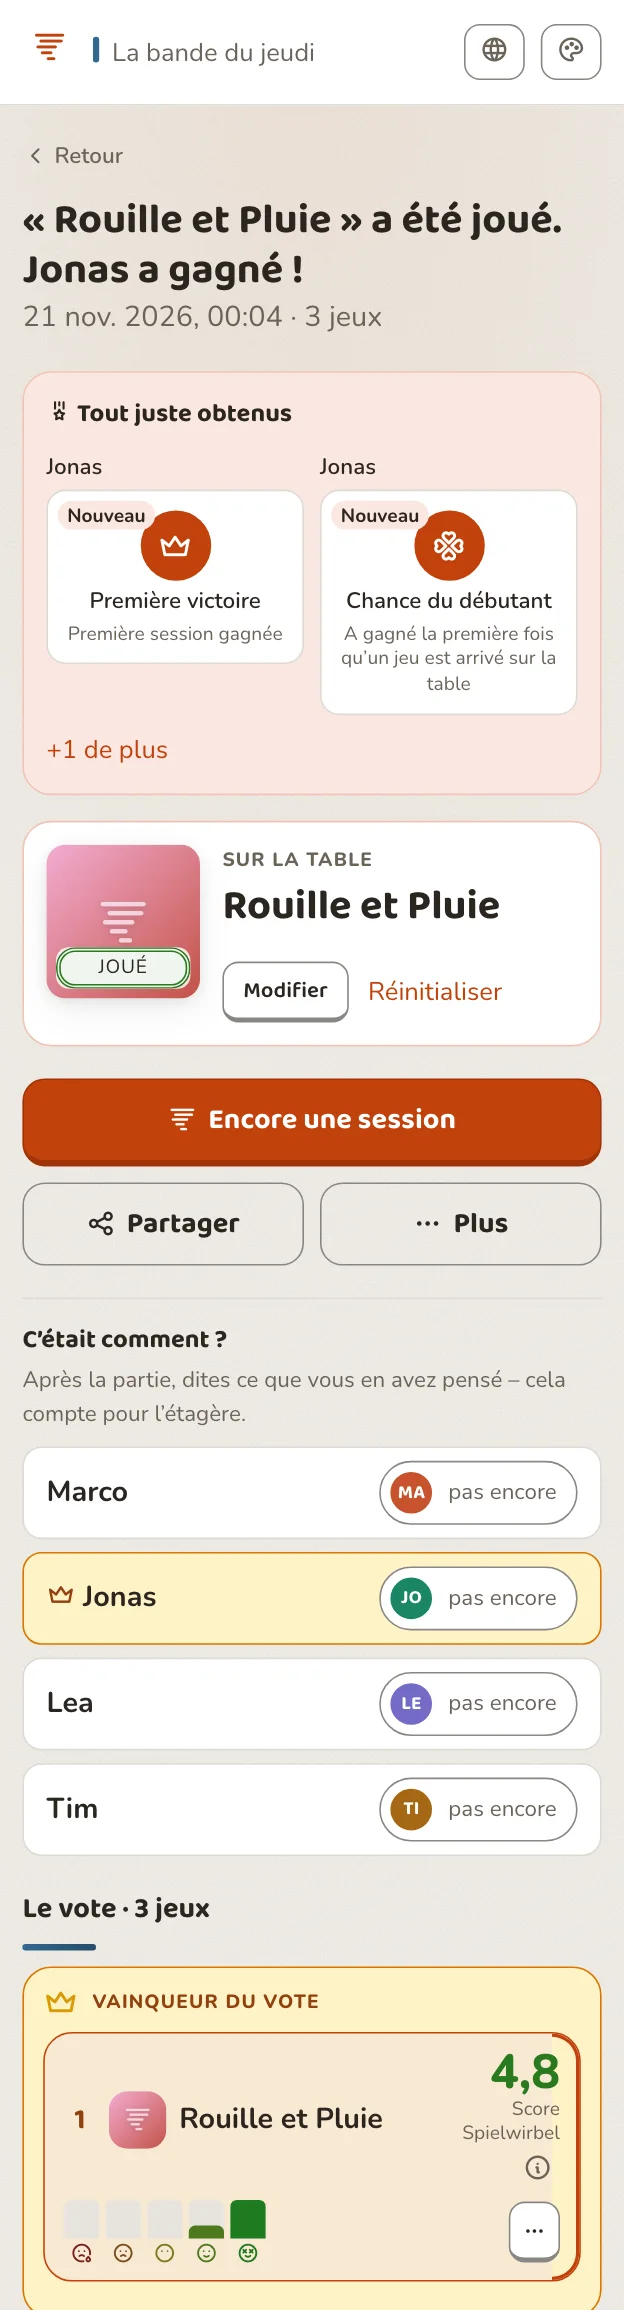 La bande du jeudi
Retour
« Rouille et Pluie » a été joué.
Jonas a gagné !
21 nov. 2026, 00:04 · 3 jeux
Tout juste obtenus
Jonas
Nouveau
Première victoire
Première session gagnée
Jonas
Nouveau
Chance du débutant
A gagné la première fois
qu’un jeu est arrivé sur la
table
+1 de plus
JOUÉ
SUR LA TABLE
Rouille et Pluie
Modifier
Réinitialiser
Encore une session
Partager
Plus
C’était comment ?
Après la partie, dites ce que vous en avez pensé – cela
compte pour l’étagère.
Marco
MA
pas encore
Jonas
JO
pas encore
Lea
LE
pas encore
Tim
TI
pas encore
Le vote · 3 jeux
VAINQUEUR DU VOTE
1
Rouille et Pluie
4,8
Score
Spielwirbel